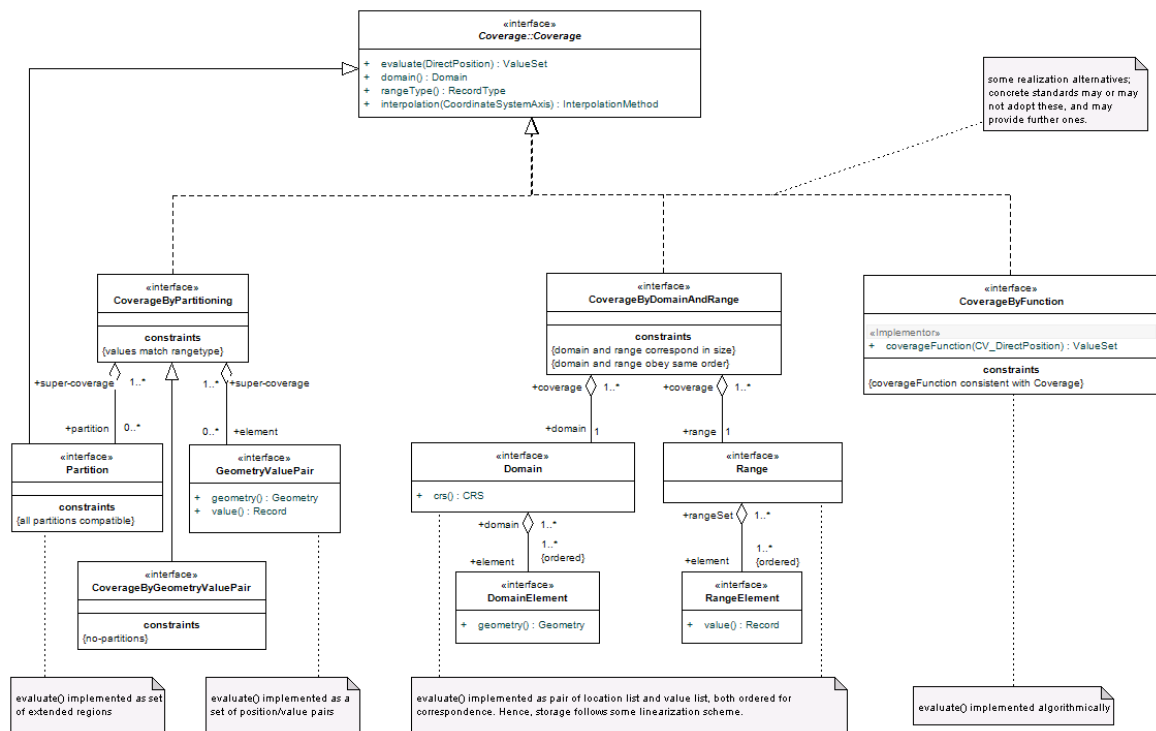 «interface»
Coverage::Coverage
+ evaluate(DirectPosition) : ValueSet
+ domain() : Domain
+ rangeType() : RecordType
+ interpolation(CoordinateSystemAxis) : InterpolationMethod
some realization alternatives;
concrete standards may or may
not adopt these, and may
provide further ones.
«interface»
CoverageByPartitioning
constraints
{values match rangetype}
«interface»
CoverageByDomainAndRange
constraints
{domain and range correspond in size}
{domain and range obey same order}
«interface»
CoverageByFunction
«Implementor»
+ coverageFunction(CV_DirectPosition) : ValueSet
constraints
{coverageFunction consistent with Coverage}
+super-coverage 1..*
1..* +super-coverage
+partition 0..*
0..* +element
+coverage 1..*
+coverage 1..*
+domain 1
+range 1
«interface»
Partition
constraints
{all partitions compatible}
«interface»
GeometryValuePair
+ geometry() : Geometry
+ value() : Record
«interface»
Domain
+ crs() : CRS
«interface»
Range
+domain 1..*
1..*
+element {ordered}
+rangeSet 1..*
1..*
+element {ordered}
«interface»
CoverageByGeometryValuePair
constraints
{no-partitions}
«interface»
DomainElement
+ geometry() : Geometry
«interface»
RangeElement
+ value() : Record
evaluate() implemented as set
of extended regions
evaluate() implemented as a
set of position/value pairs
evaluate() implemented as pair of location list and value list, both ordered for
correspondence. Hence, storage follows some linearization scheme.
evaluate() implemented algorithmically